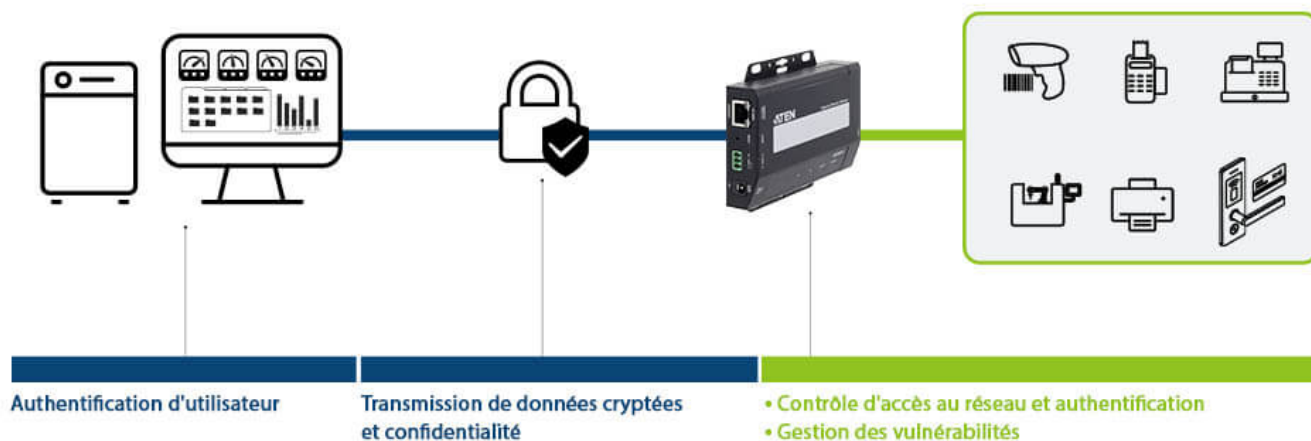 ATEN
Authentification d'utilisateur
Transmission de données cryptées
et confidentialité
• Contrôle d'accès au réseau et authentification
• Gestion des vulnérabilités